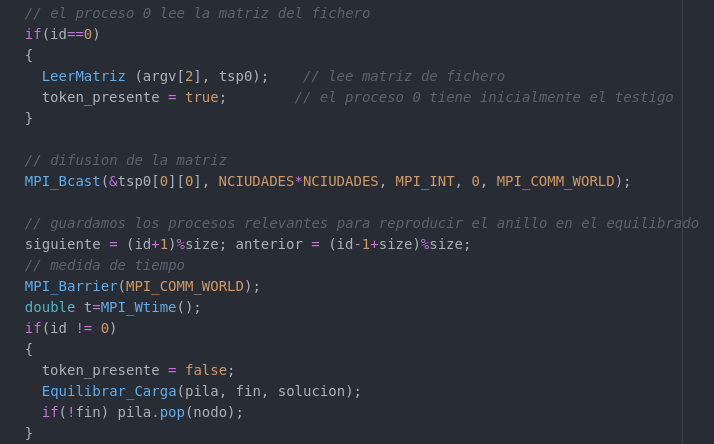 // el proceso 0 lee la matriz del fichero
if(id==0)
{
LeerMatriz (argv[2], tsp0);    // lee matriz de fichero
token_presente = true;        // el proceso 0 tiene inicialmente el testigo
}
// difusion de la matriz
MPI_Bcast(&tsp0[0][0], NCIUDADES*NCIUDADES, MPI_INT, 0, MPI_COMM_WORLD);
// guardamos los procesos relevantes para reproducir el anillo en el equilibrado
siguiente = (id+1)%size; anterior = (id-1+size)%size;
// medida de tiempo
MPI_Barrier(MPI_COMM_WORLD);
double t=MPI_Wtime();
if(id != 0)
{
token_presente = false;
Equilibrar_Carga(pila, fin, solucion);
if(!fin) pila.pop(nodo);
}